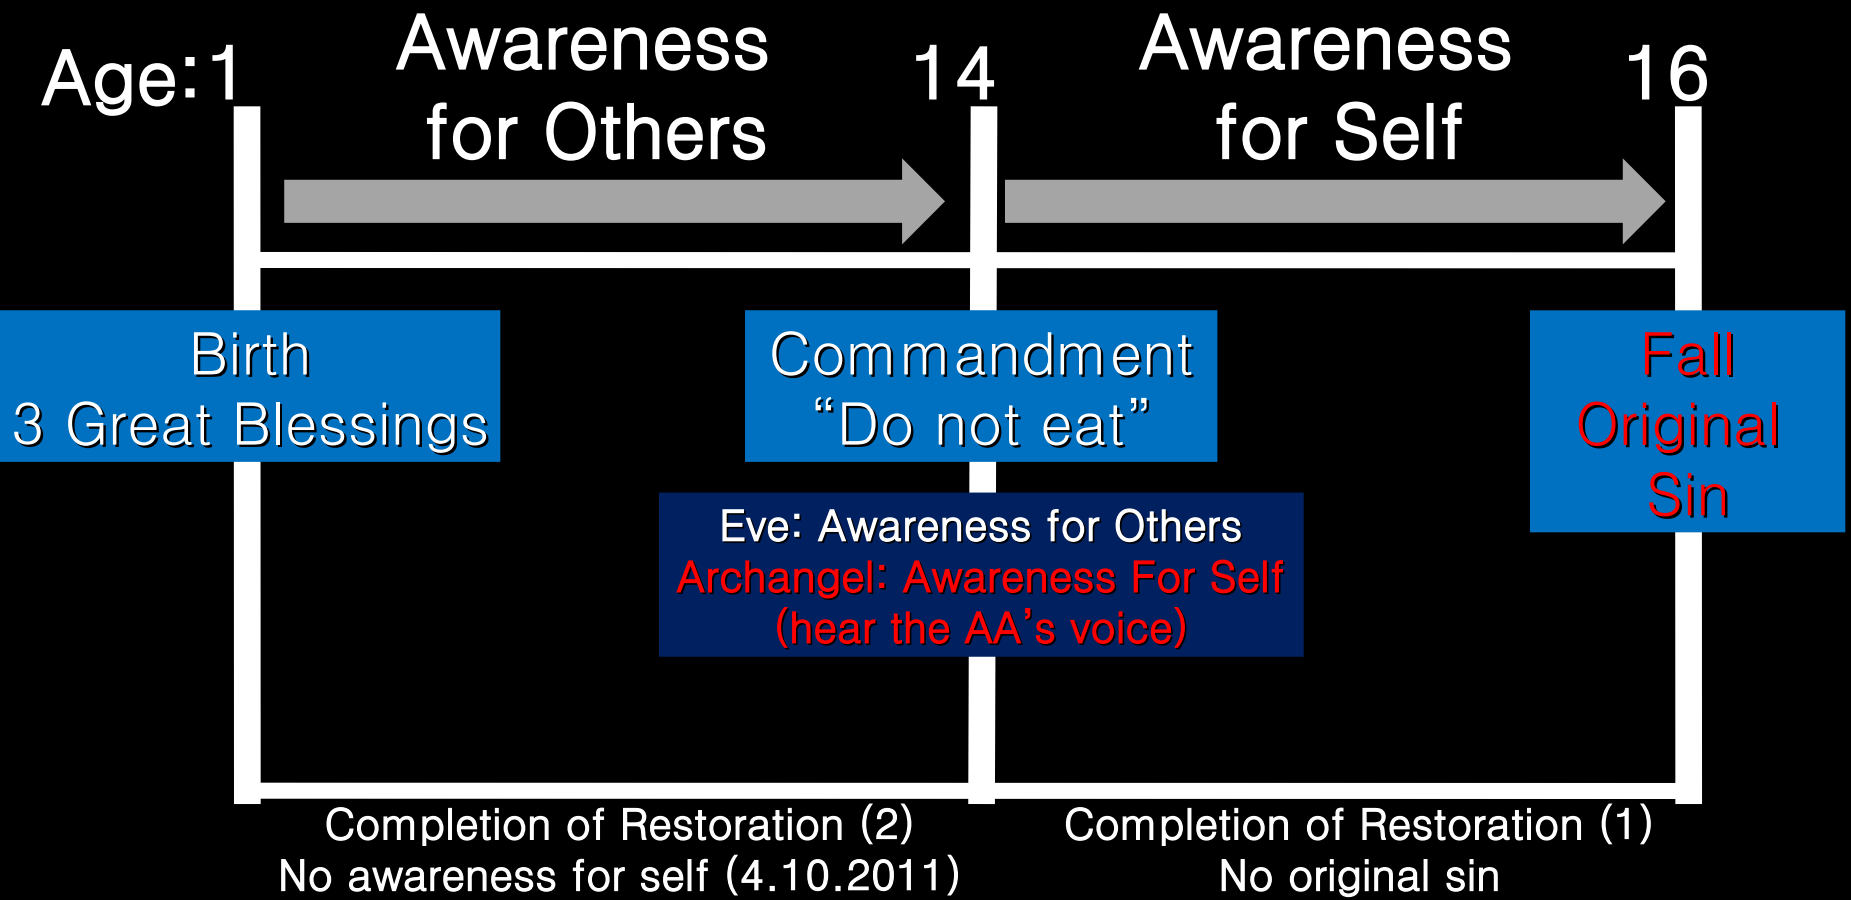 Age:1
Awareness
for Others
14
Awareness
for Self
16
Birth
3 Great Blessings
Commandment
“Do not eat”
Fall
Original
Sin
Eve: Awareness for Others
Archangel: Awareness For Self
(hear the AA’s voice)
Completion of Restoration (2)
No awareness for self (4.10.2011)
Completion of Restoration (1)
No original sin